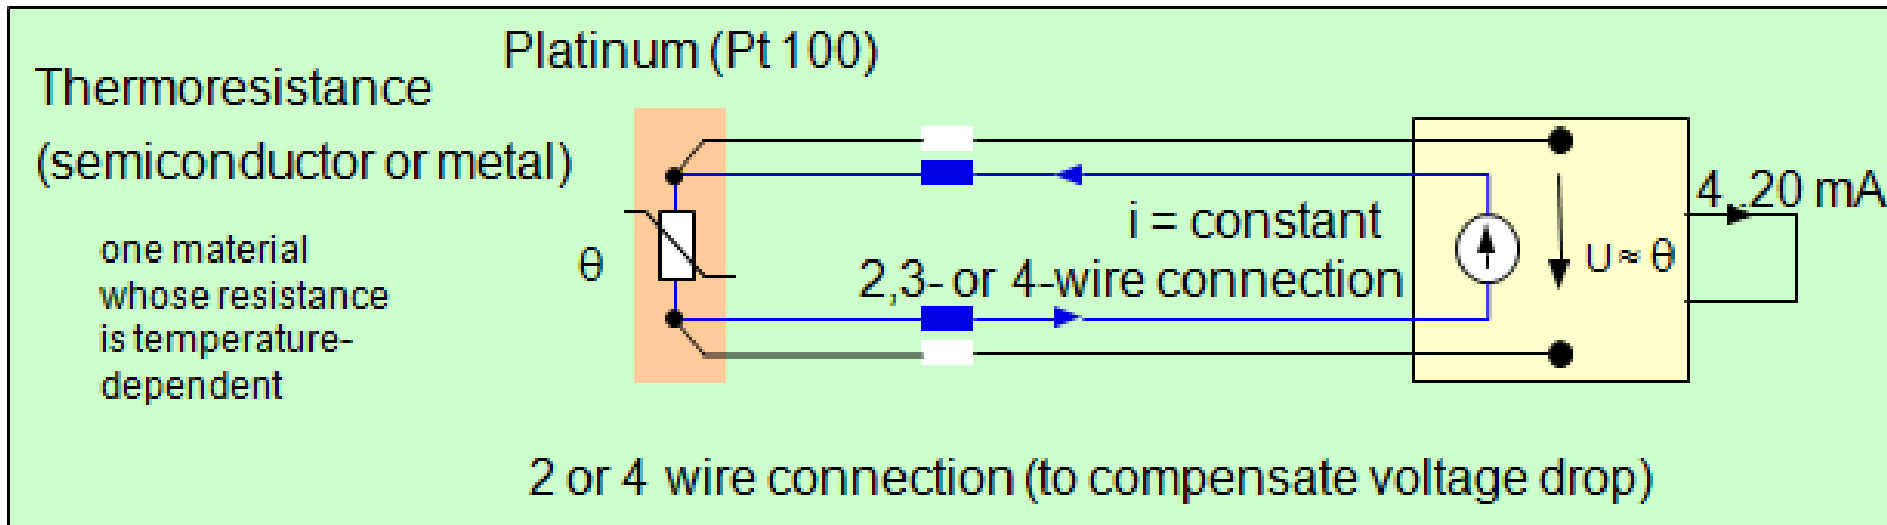 Platinum (Pt 100)
Thermoresistance
(semiconductor or metal)
one material
whose resistance
is temperature-
dependent
θ
i = constant
2,3- or 4-wire connection
U ≈ θ
4..20 mA
2 or 4 wire connection (to compensate voltage drop)